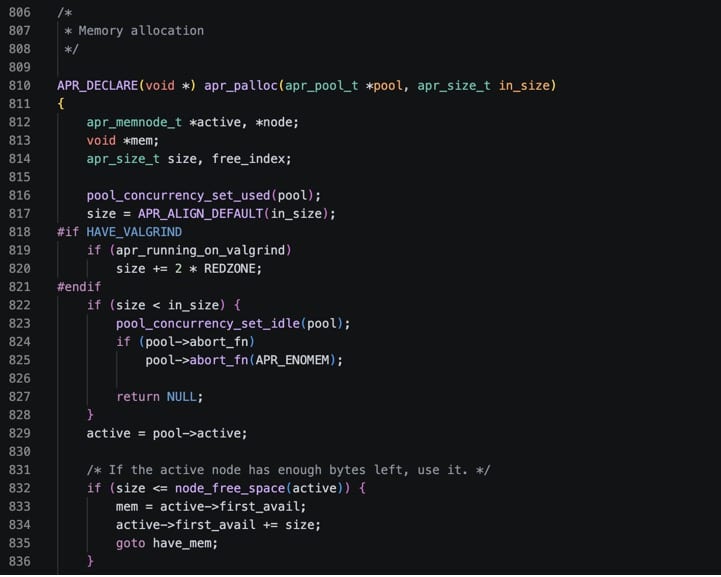 806 /*
807  * Memory allocation
808  */
809
810 APR_DECLARE(void *) apr_palloc(apr_pool_t *pool, apr_size_t in_size)
811 {
812     apr_memnode_t *active, *node;
813     void *mem;
814     apr_size_t size, free_index;
815
816     pool_concurrency_set_used(pool);
817     size = APR_ALIGN_DEFAULT(in_size);
818 #if HAVE_VALGRIND
819     if (apr_running_on_valgrind)
820         size += 2 * REDZONE;
821 #endif
822     if (size < in_size) {
823         pool_concurrency_set_idle(pool);
824         if (pool->abort_fn)
825             pool->abort_fn(APR_ENOMEM);
826
827         return NULL;
828     }
829     active = pool->active;
830
831     /* If the active node has enough bytes left, use it. */
832     if (size <= node_free_space(active)) {
833         mem = active->first_avail;
834         active->first_avail += size;
835         goto have_mem;
836     }